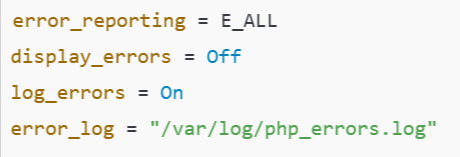 error_reporting = E_ALL
display_errors = Off
log_errors = On
error_log = "/var/log/php_errors.log"